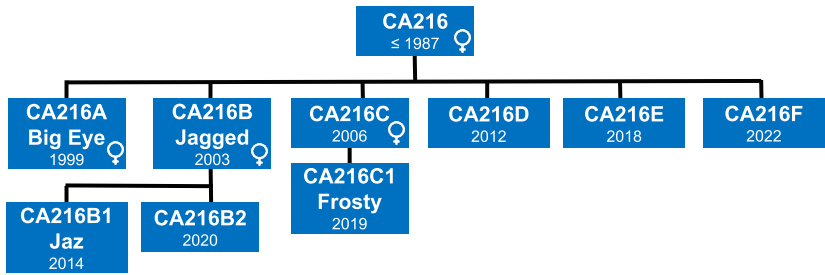 CA216
≤ 1987
CA216A
Big Eye
1999
CA216B
Jagged
2003
CA216C
2006
CA216D
2012
CA216E
2018
CA216F
2022
CA216B1
Jaz
2014
CA216B2
2020
CA216C1
Frosty
2019